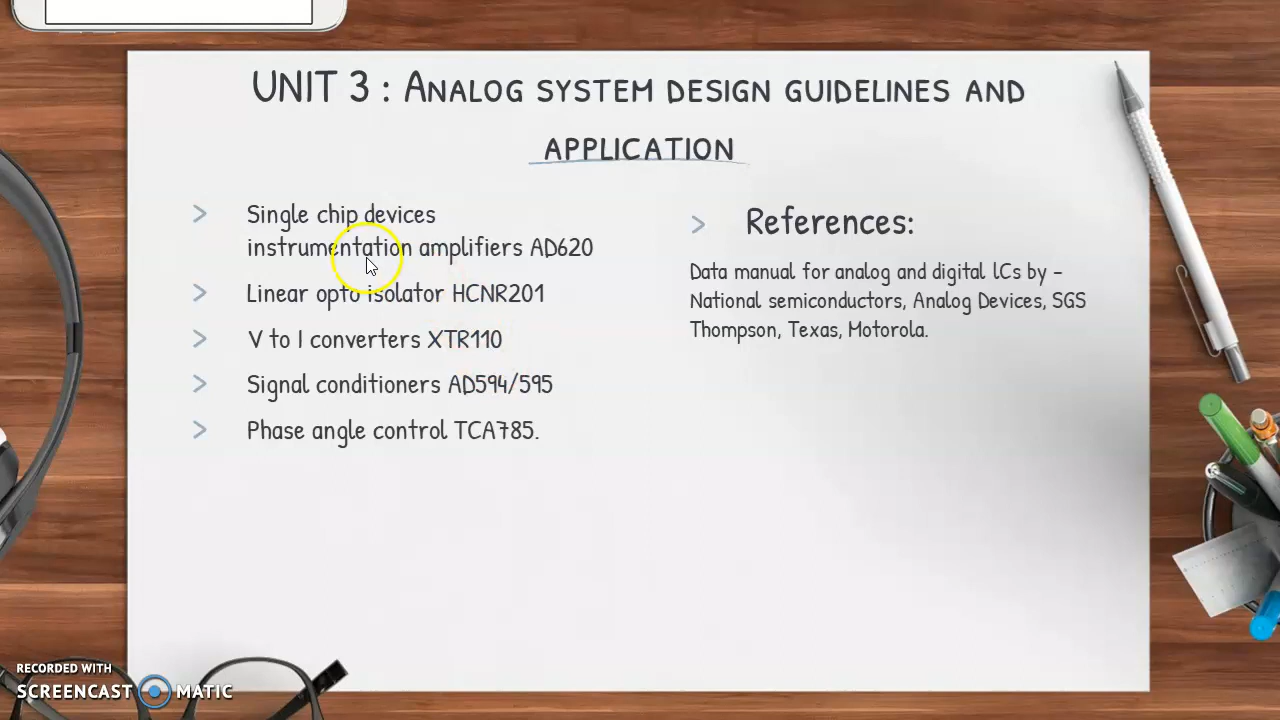 UNIT 3 : Analog system design guidelines and
application
Single chip devices
instrumentation amplifiers AD620
Linear opto isolator HCNR201
V to I converters XTR110
Signal conditioners AD594/595
Phase angle control TCA785.
References:
Data manual for analog and digital lCs by –
National semiconductors, Analog Devices, SGS
Thompson, Texas, Motorola.
RECORDED WITH
SCREENCAST MATIC